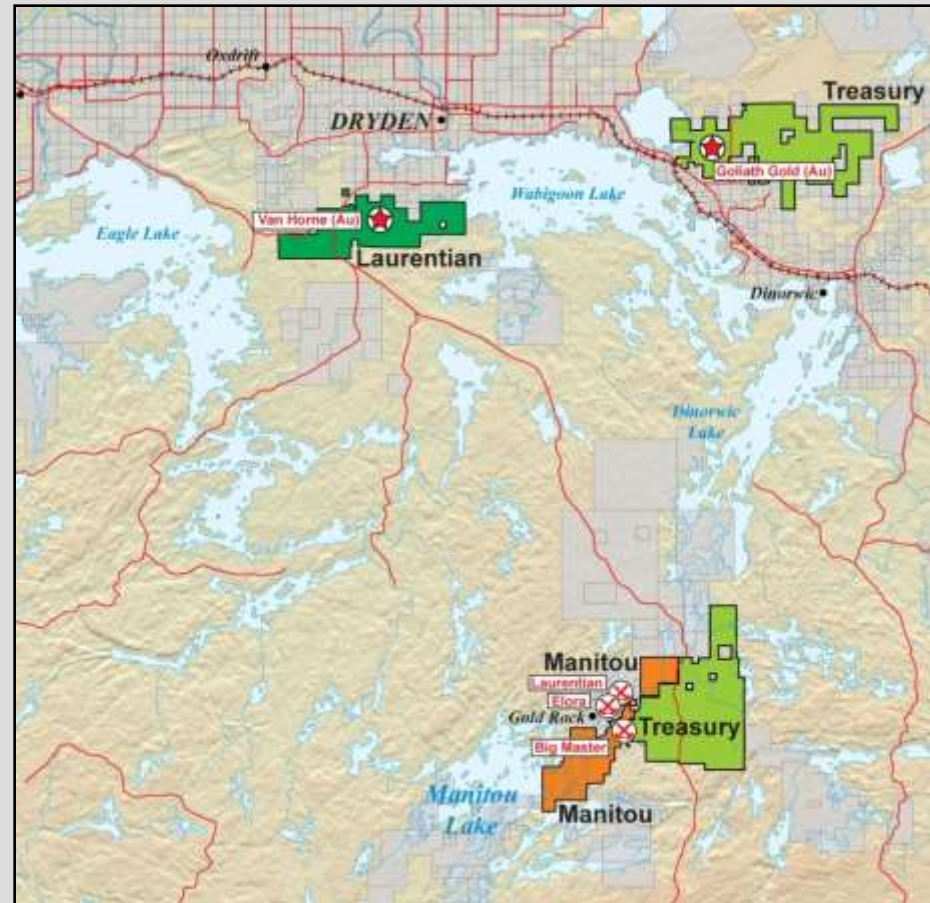 Oxdrift
DRYDEN
Treasury
Goliath Gold (Au)
Wabigoon Lake
Van Horne (Au)
Eagle Lake
Laurentian
Dinorwic
Dinorwic
Lake
Manitou
Laurentian
Elora
Gold Rock
Treasury
Big Master
Manitou
Lake
Manitou